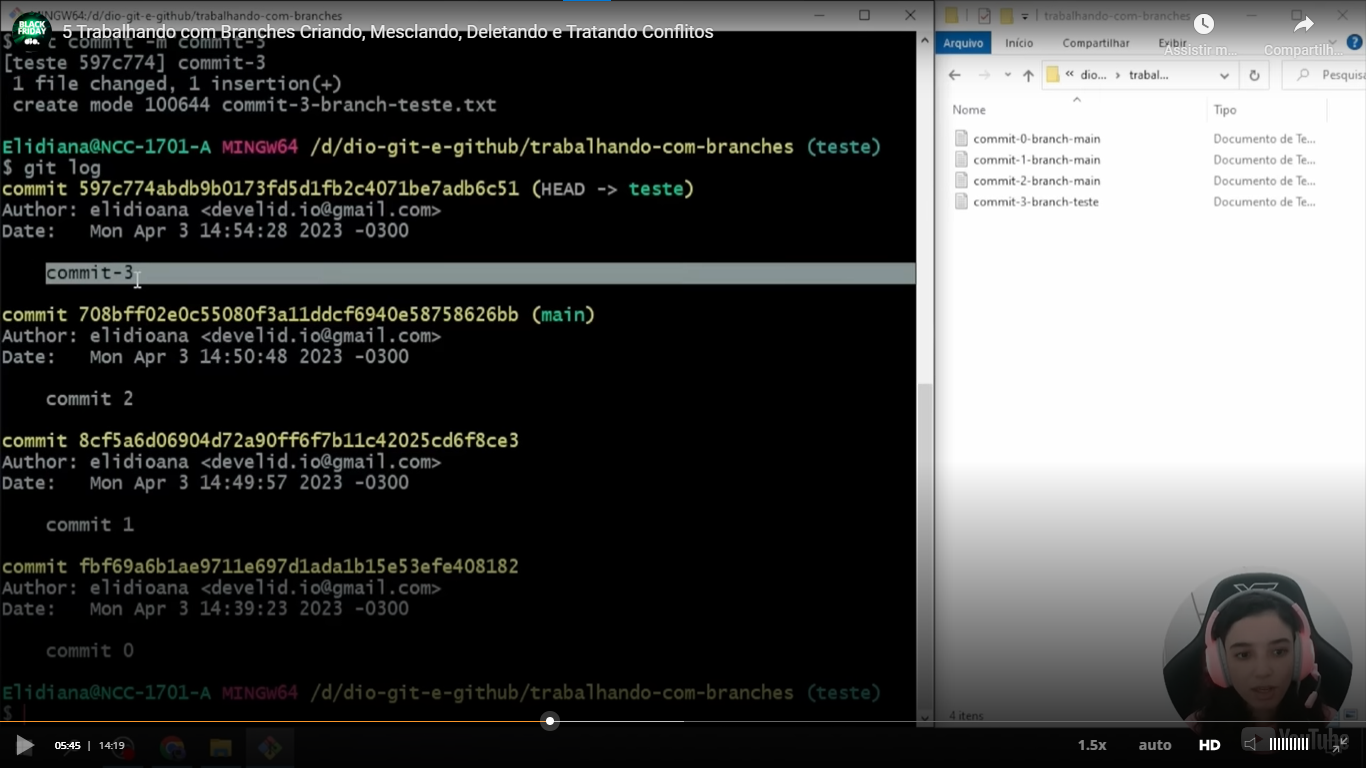 MINGW64:/d/dio-git-e-github/trabalhando-com-branches
BLACK
FRIDAY
dio.
5 Trabalhando com Branches Criando, Mesclando, Deletando e Tratando Conflitos
$ git commit -m commit-3
[teste 597c774] commit-3
1 file changed, 1 insertion(+)
create mode 100644 commit-3-branch-teste.txt
Elidiana@NCC-1701-A MINGW64 /d/dio-git-e-github/trabalhando-com-branches (teste)
$ git log
commit 597c774abdb9b0173fd5d1fb2c4071be7adb6c51 (HEAD -> teste)
Author: elidioana <develid.io@gmail.com>
Date: Mon Apr 3 14:54:28 2023 -0300
commit-3
commit 708bff02e0c55080f3a11ddcf6940e58758626bb (main)
Author: elidioana <develid.io@gmail.com>
Date: Mon Apr 3 14:50:48 2023 -0300
commit 2
commit 8cf5a6d06904d72a90ff6f7b11c42025cd6f8ce3
Author: elidioana <develid.io@gmail.com>
Date: Mon Apr 3 14:49:57 2023 -0300
commit 1
commit fbf69a6b1ae9711e697d1ada1b15e53efe408182
Author: elidioana <develid.io@gmail.com>
Date: Mon Apr 3 14:39:23 2023 -0300
commit 0
Elidiana@NCC-1701-A MINGW64 /d/dio-git-e-github/trabalhando-com-branches (teste)
$
trabalhando-com-branches
Assistir m...
Compartilh...
Arquivo Início Compartilhar Exibir
« dio... › trabal...
Pesquisa
Nome Tipo
commit-0-branch-main Documento de Te...
commit-1-branch-main Documento de Te...
commit-2-branch-main Documento de Te...
commit-3-branch-teste Documento de Te...
4 itens
05:45 | 14:19
1.5x auto HD
YouTube